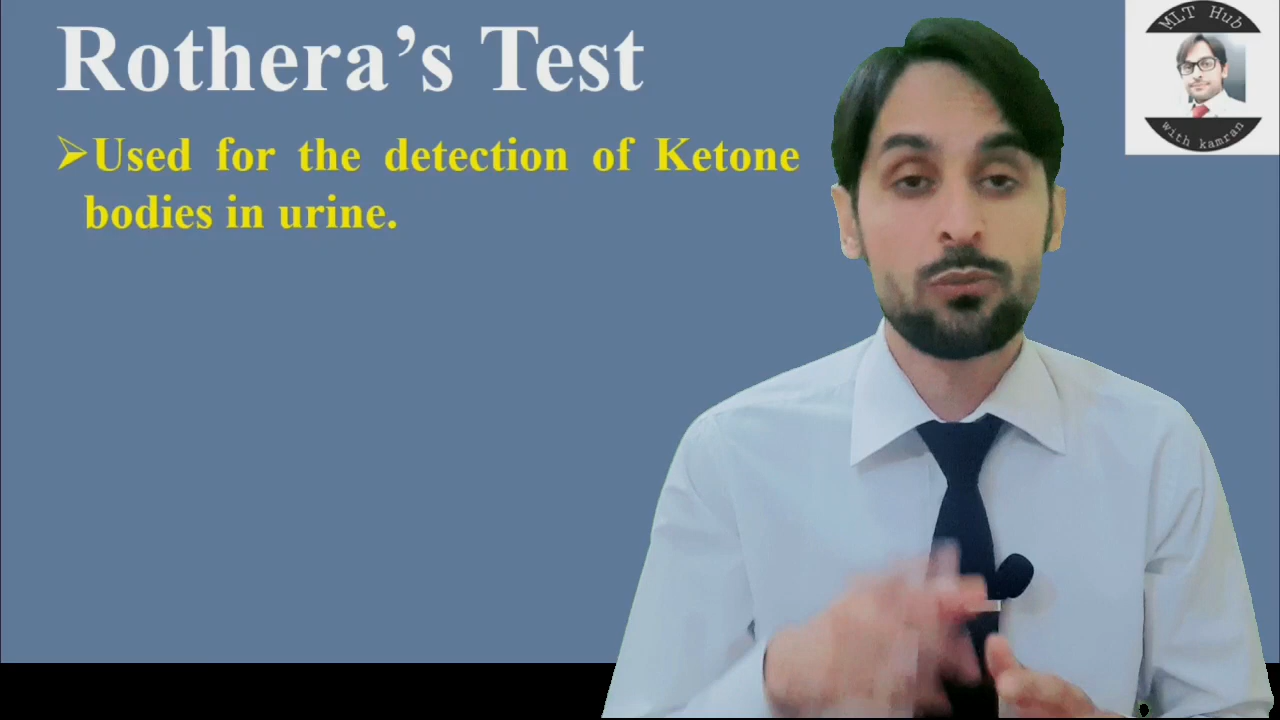 Rothera’s Test
➢Used for the detection of Ketone
bodies in urine.
MLT Hub
with kamran